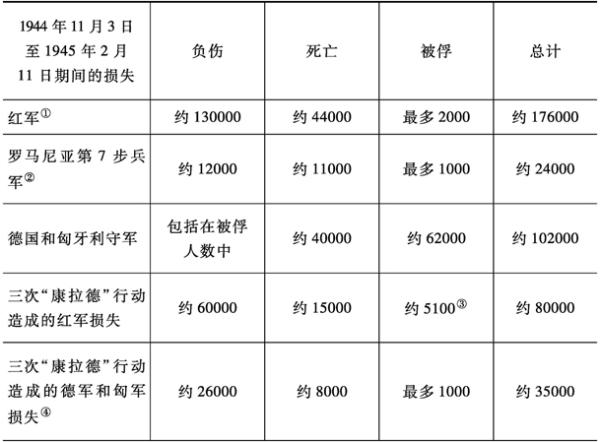 1944 年 11 月 3 日
至 1945 年 2 月
11 日期间的损失
负伤
死亡
被俘
总计
红军①
约 130000
约 44000
最多 2000
约 176000
罗马尼亚第 7 步兵
军②
约 12000
约 11000
最多 1000
约 24000
德国和匈牙利守军
包括在被俘
人数中
约 40000
约 62000
约 102000
三次“康拉德”行动
造成的红军损失
约 60000
约 15000
约 5100③
约 80000
三次“康拉德”行动
造成的德军和匈军
损失④
约 26000
约 8000
最多 1000
约 35000